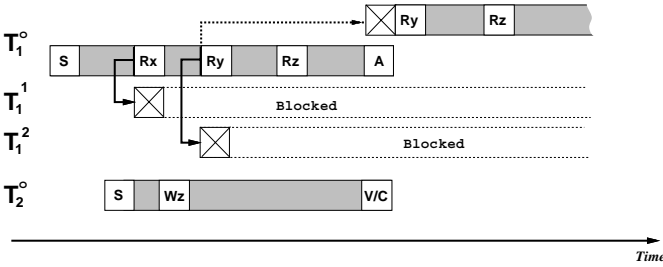 Ry Rz
T₁° S Rx Ry Rz A
T₁¹ Blocked
T₁² Blocked
T₂° S Wz V/C
Time